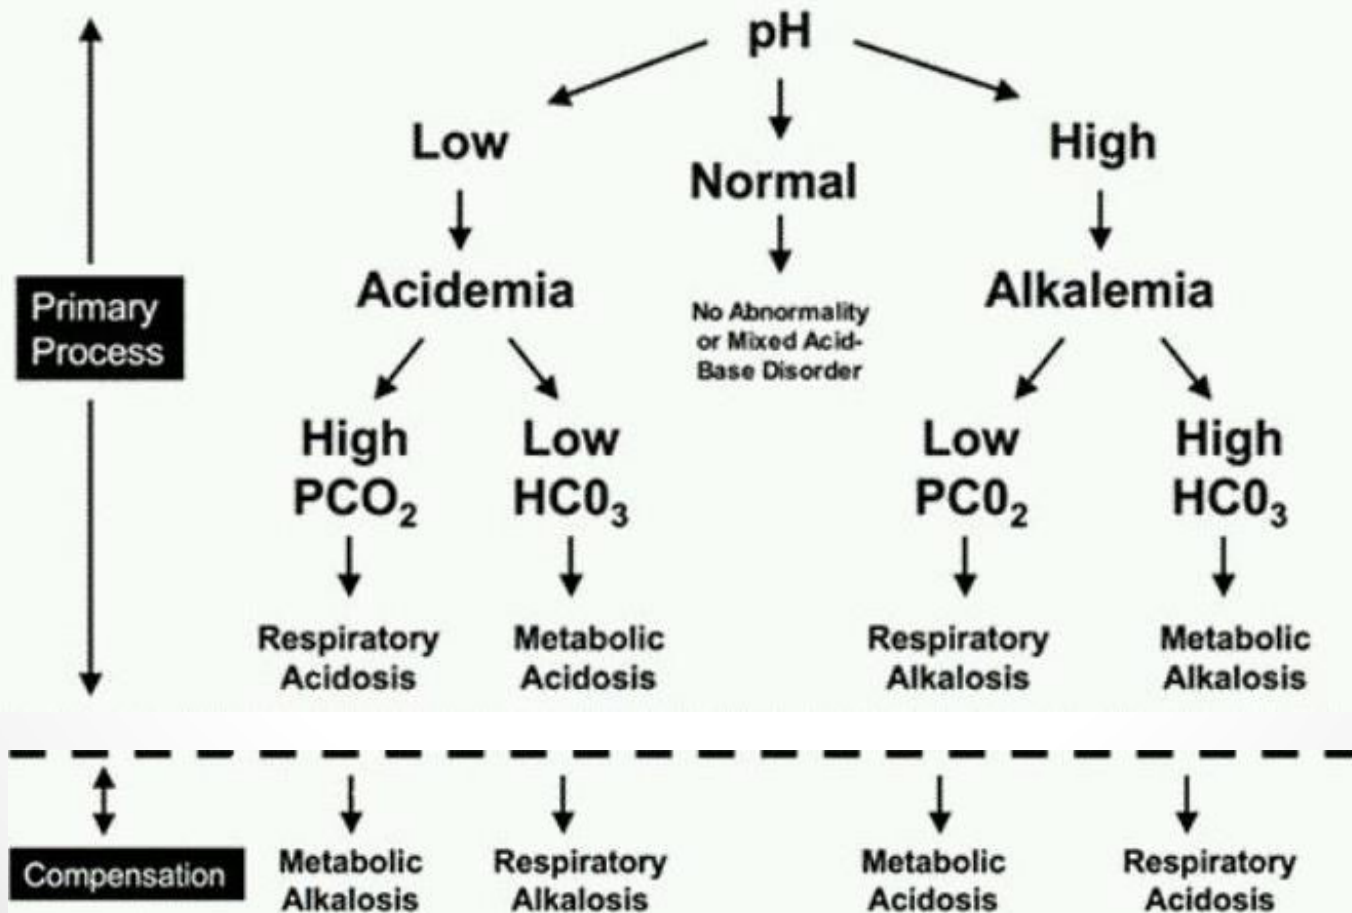 pH
Low
Normal
High
Acidemia
No Abnormality
or Mixed Acid-
Base Disorder
Alkalemia
Primary
Process
High
PCO₂
Low
HC0₃
Low
PC0₂
High
HC0₃
Respiratory
Acidosis
Metabolic
Acidosis
Respiratory
Alkalosis
Metabolic
Alkalosis
Compensation
Metabolic
Alkalosis
Respiratory
Alkalosis
Metabolic
Acidosis
Respiratory
Acidosis